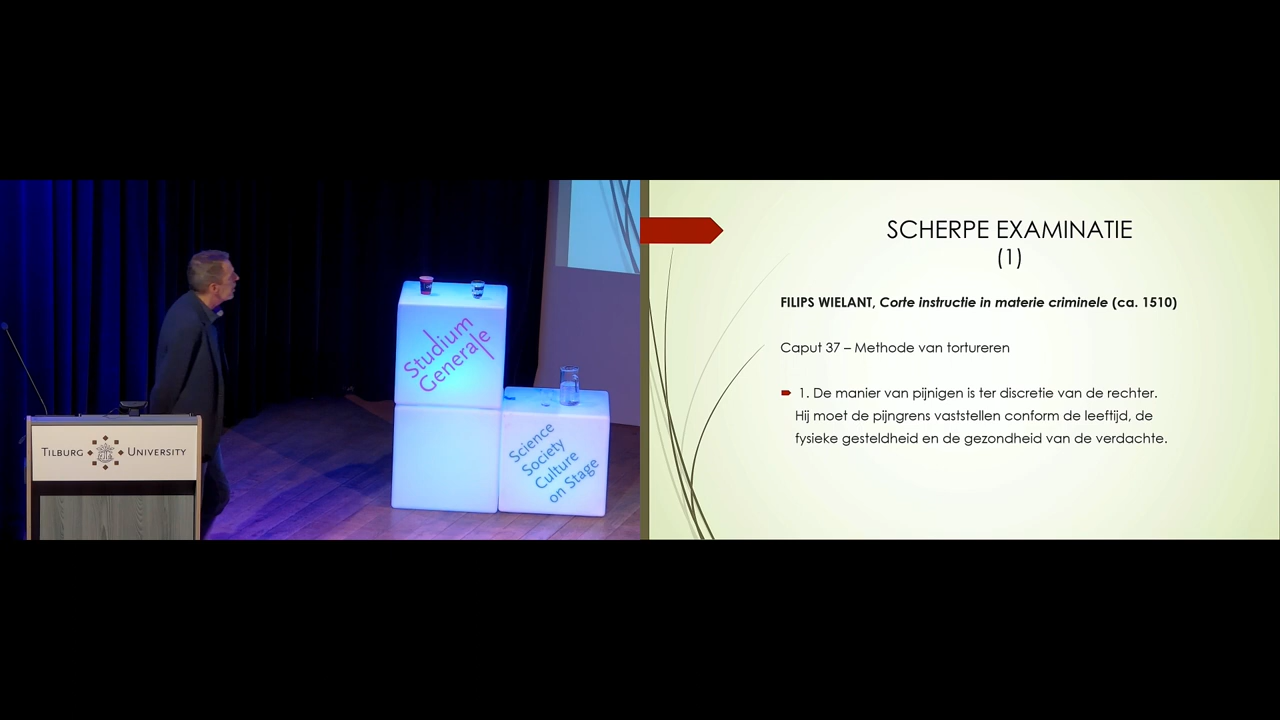 Studium
Generale
Science
Society
Culture
on Stage
TILBURG UNIVERSITY
SCHERPE EXAMINATIE
(1)
FILIPS WIELANT, Corte instructie in materie criminele (ca. 1510)
Caput 37 – Methode van tortureren
1. De manier van pijnigen is ter discretie van de rechter.
Hij moet de pijngrens vaststellen conform de leeftijd, de
fysieke gesteldheid en de gezondheid van de verdachte.